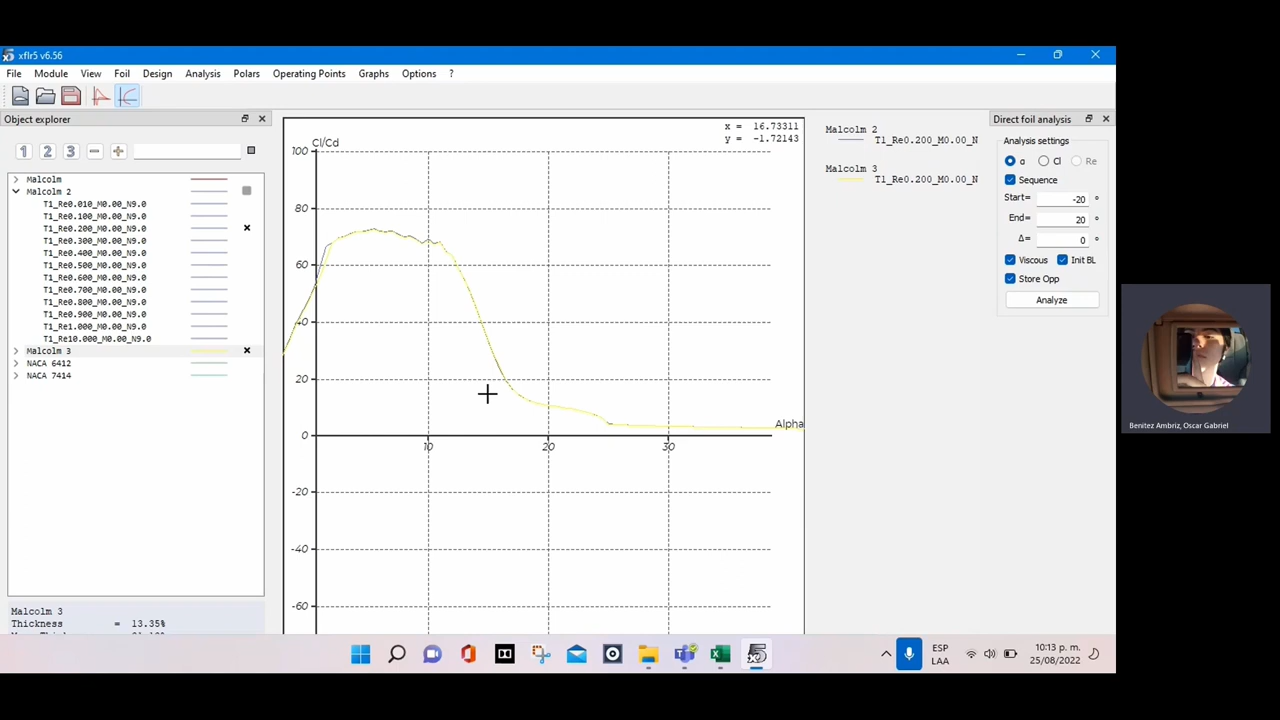 xflr5 v6.56
File Module View Foil Design Analysis Polars Operating Points Graphs Options ?
Object explorer
1 2 3
Malcolm
Malcolm 2
T1_Re0.010_M0.00_N9.0
T1_Re0.100_M0.00_N9.0
T1_Re0.200_M0.00_N9.0
T1_Re0.300_M0.00_N9.0
T1_Re0.400_M0.00_N9.0
T1_Re0.500_M0.00_N9.0
T1_Re0.600_M0.00_N9.0
T1_Re0.700_M0.00_N9.0
T1_Re0.800_M0.00_N9.0
T1_Re0.900_M0.00_N9.0
T1_Re1.000_M0.00_N9.0
T1_Re10.000_M0.00_N9.0
Malcolm 3
NACA 6412
NACA 7414
Malcolm 3
Thickness = 13.35%
Cl/Cd
x = 16.73311
y = -1.72143
100
80
60
40
20
0
-20
-40
-60
10 20 30
Alpha
Malcolm 2
T1_Re0.200_M0.00_N
Malcolm 3
T1_Re0.200_M0.00_N
Direct foil analysis
Analysis settings
α Cl Re
Sequence
Start= -20 °
End= 20 °
Δ= 0 °
Viscous Init BL
Store Opp
Analyze
Benitez Ambriz, Oscar Gabriel
ESP
LAA
10:13 p. m.
25/08/2022